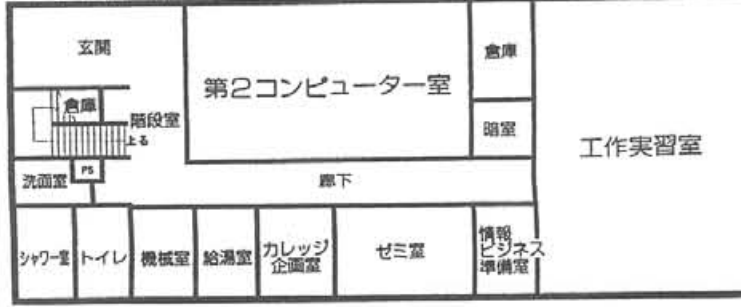 玄関
倉庫
第2コンピューター室
倉庫
階段室
上る
暗室
工作実習室
洗面室
PS
廊下
シャワー室
トイレ
機械室
給湯室
カレッジ
企画室
ゼミ室
情報
ビジネス
準備室